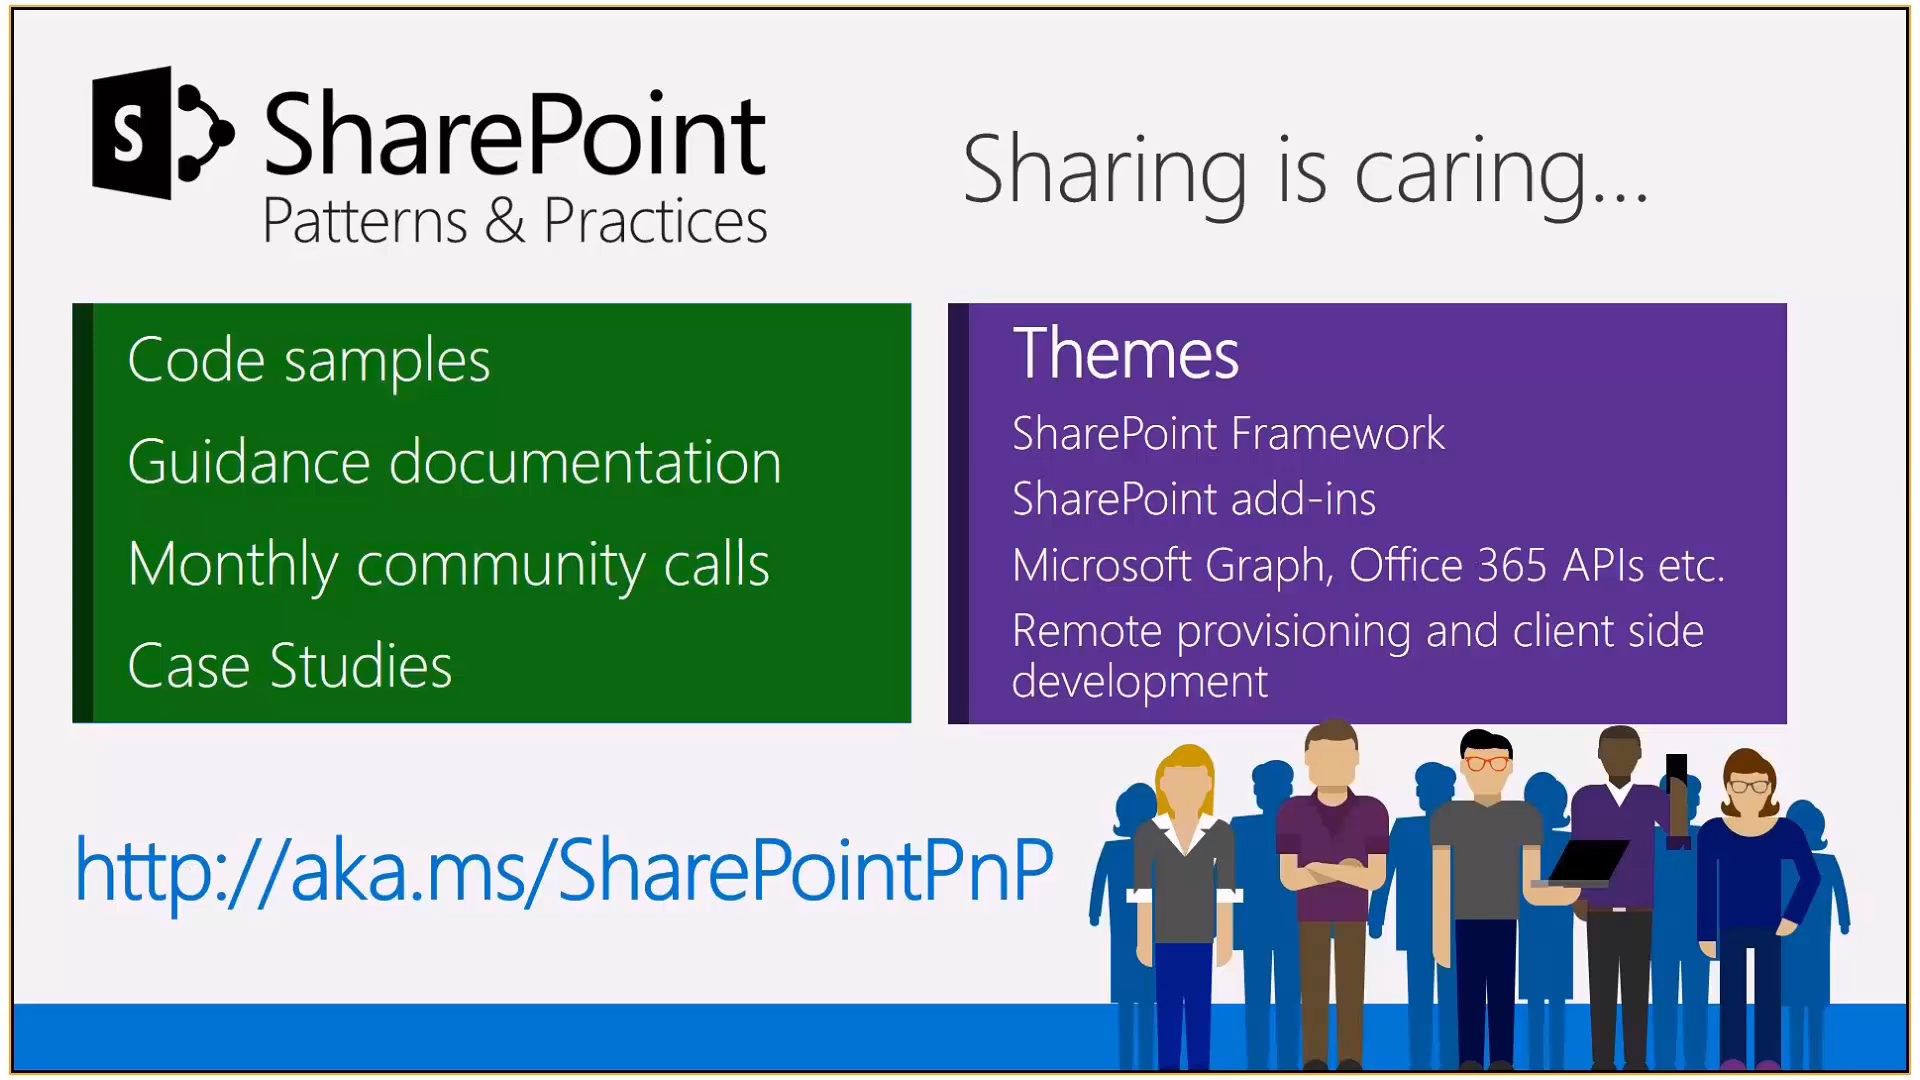 S
SharePoint
Patterns & Practices
Sharing is caring...
Code samples
Guidance documentation
Monthly community calls
Case Studies
Themes
SharePoint Framework
SharePoint add-ins
Microsoft Graph, Office 365 APIs etc.
Remote provisioning and client side
development
http://aka.ms/SharePointPnP